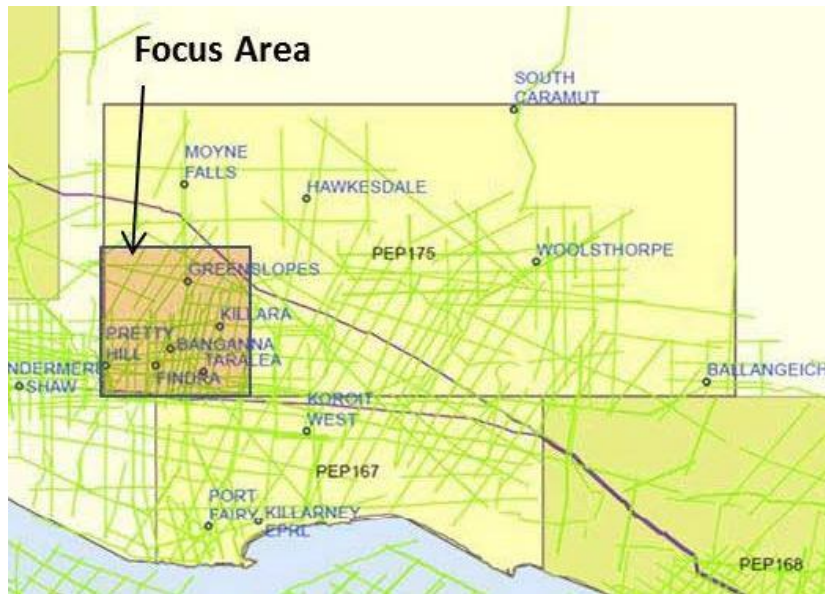 Focus Area
SOUTH
CARAMUT
MOYNE
FALLS
HAWKESDALE
PEP175
WOOLSTHORPE
GREENSLOPES
KILLARA
PRETTY
HILL
BANGANNA
TARALEA
FINDRA
NDERMERE
SHAW
BALLANGEICH
KOROIT
WEST
PEP167
PORT
FAIRY
KILLARNEY
EPRL
PEP168